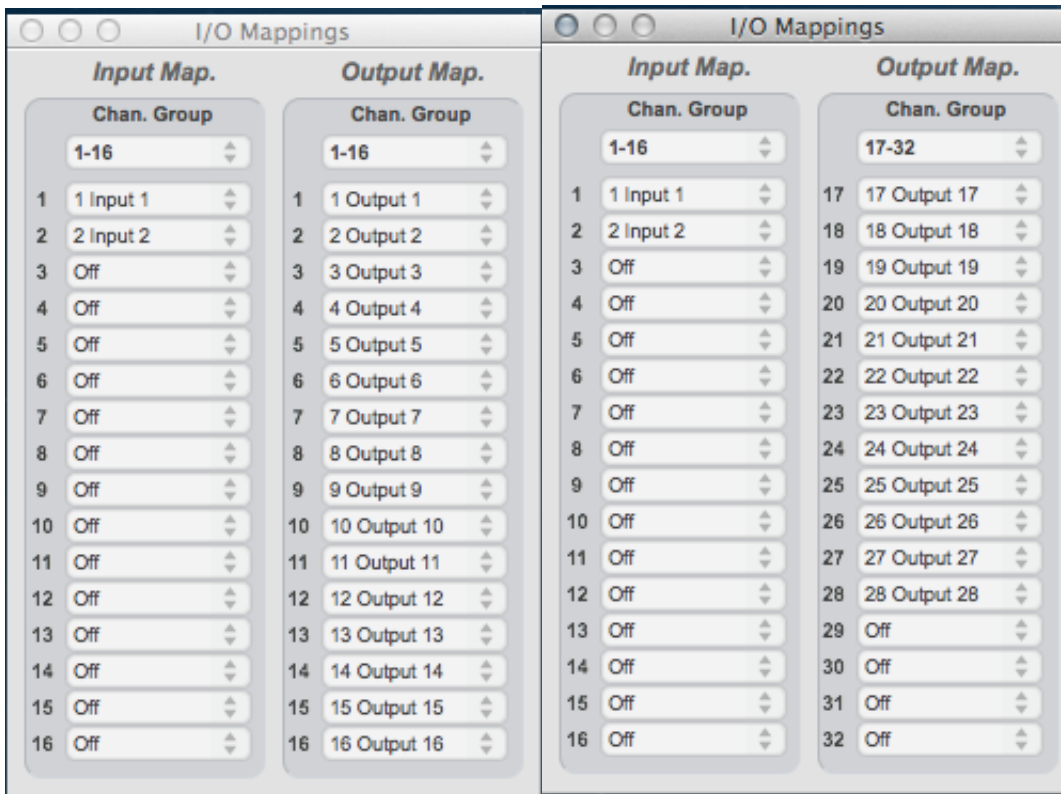 I/O Mappings
Input Map. Output Map.
Chan. Group Chan. Group
1-16 1-16
1 1 Input 1 1 1 Output 1
2 2 Input 2 2 2 Output 2
3 Off 3 3 Output 3
4 Off 4 4 Output 4
5 Off 5 5 Output 5
6 Off 6 6 Output 6
7 Off 7 7 Output 7
8 Off 8 8 Output 8
9 Off 9 9 Output 9
10 Off 10 10 Output 10
11 Off 11 11 Output 11
12 Off 12 12 Output 12
13 Off 13 13 Output 13
14 Off 14 14 Output 14
15 Off 15 15 Output 15
16 Off 16 16 Output 16
I/O Mappings
Input Map. Output Map.
Chan. Group Chan. Group
1-16 17-32
1 1 Input 1 17 17 Output 17
2 2 Input 2 18 18 Output 18
3 Off 19 19 Output 19
4 Off 20 20 Output 20
5 Off 21 21 Output 21
6 Off 22 22 Output 22
7 Off 23 23 Output 23
8 Off 24 24 Output 24
9 Off 25 25 Output 25
10 Off 26 26 Output 26
11 Off 27 27 Output 27
12 Off 28 28 Output 28
13 Off 29 Off
14 Off 30 Off
15 Off 31 Off
16 Off 32 Off